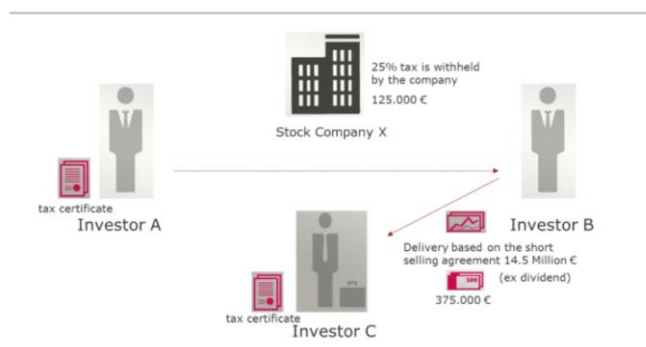 25% tax is withheld
by the company
125.000 €
Stock Company X
tax certificate
Investor A
Investor B
Delivery based on the short
selling agreement 14.5 Million €
(ex dividend)
100
375.000 €
tax certificate
Investor C